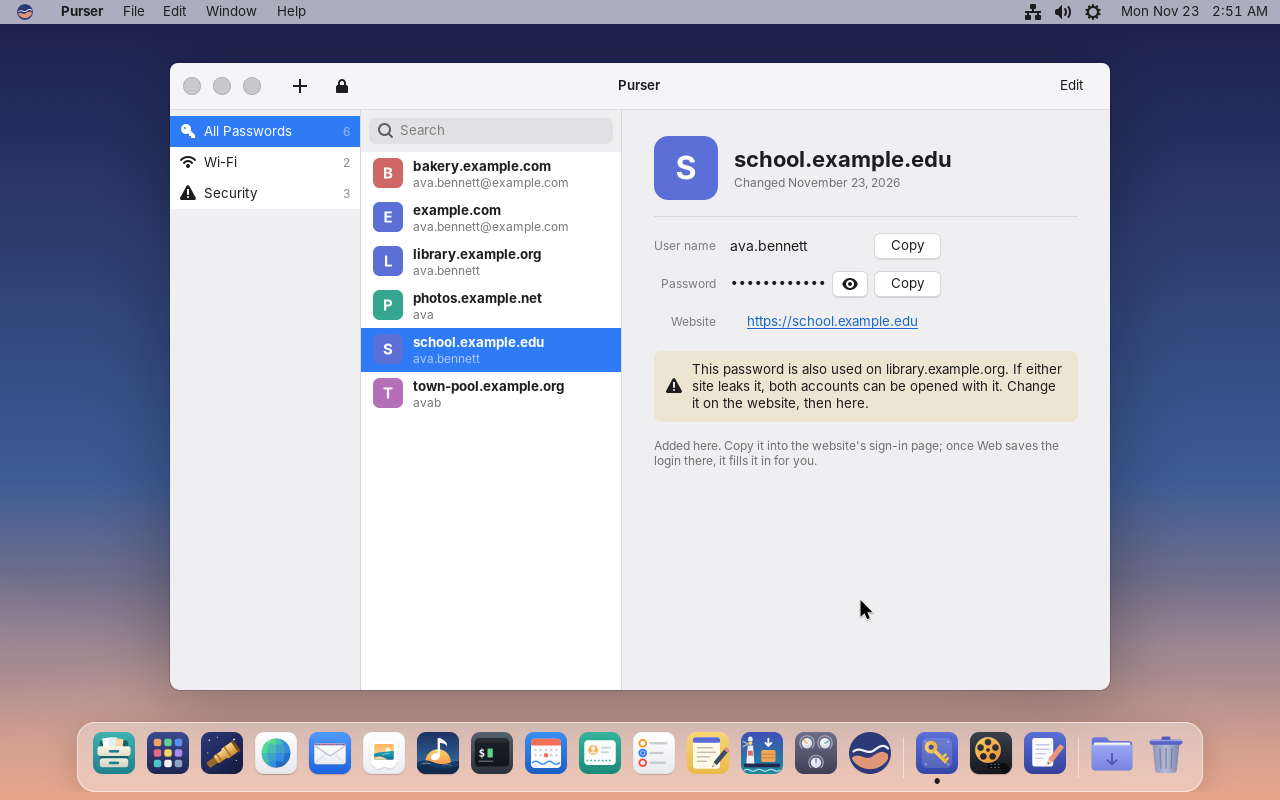 Purser File Edit Window Help Mon Nov 23 2:51 AM
Purser Edit
All Passwords 6
Wi-Fi 2
Security 3
Search
B bakery.example.com
ava.bennett@example.com
E example.com
ava.bennett@example.com
L library.example.org
ava.bennett
P photos.example.net
ava
S school.example.edu
ava.bennett
T town-pool.example.org
avab
S school.example.edu
Changed November 23, 2026
User name ava.bennett Copy
Password •••••••••••• Copy
Website https://school.example.edu
This password is also used on library.example.org. If either
site leaks it, both accounts can be opened with it. Change
it on the website, then here.
Added here. Copy it into the website's sign-in page; once Web saves the
login there, it fills it in for you.
$